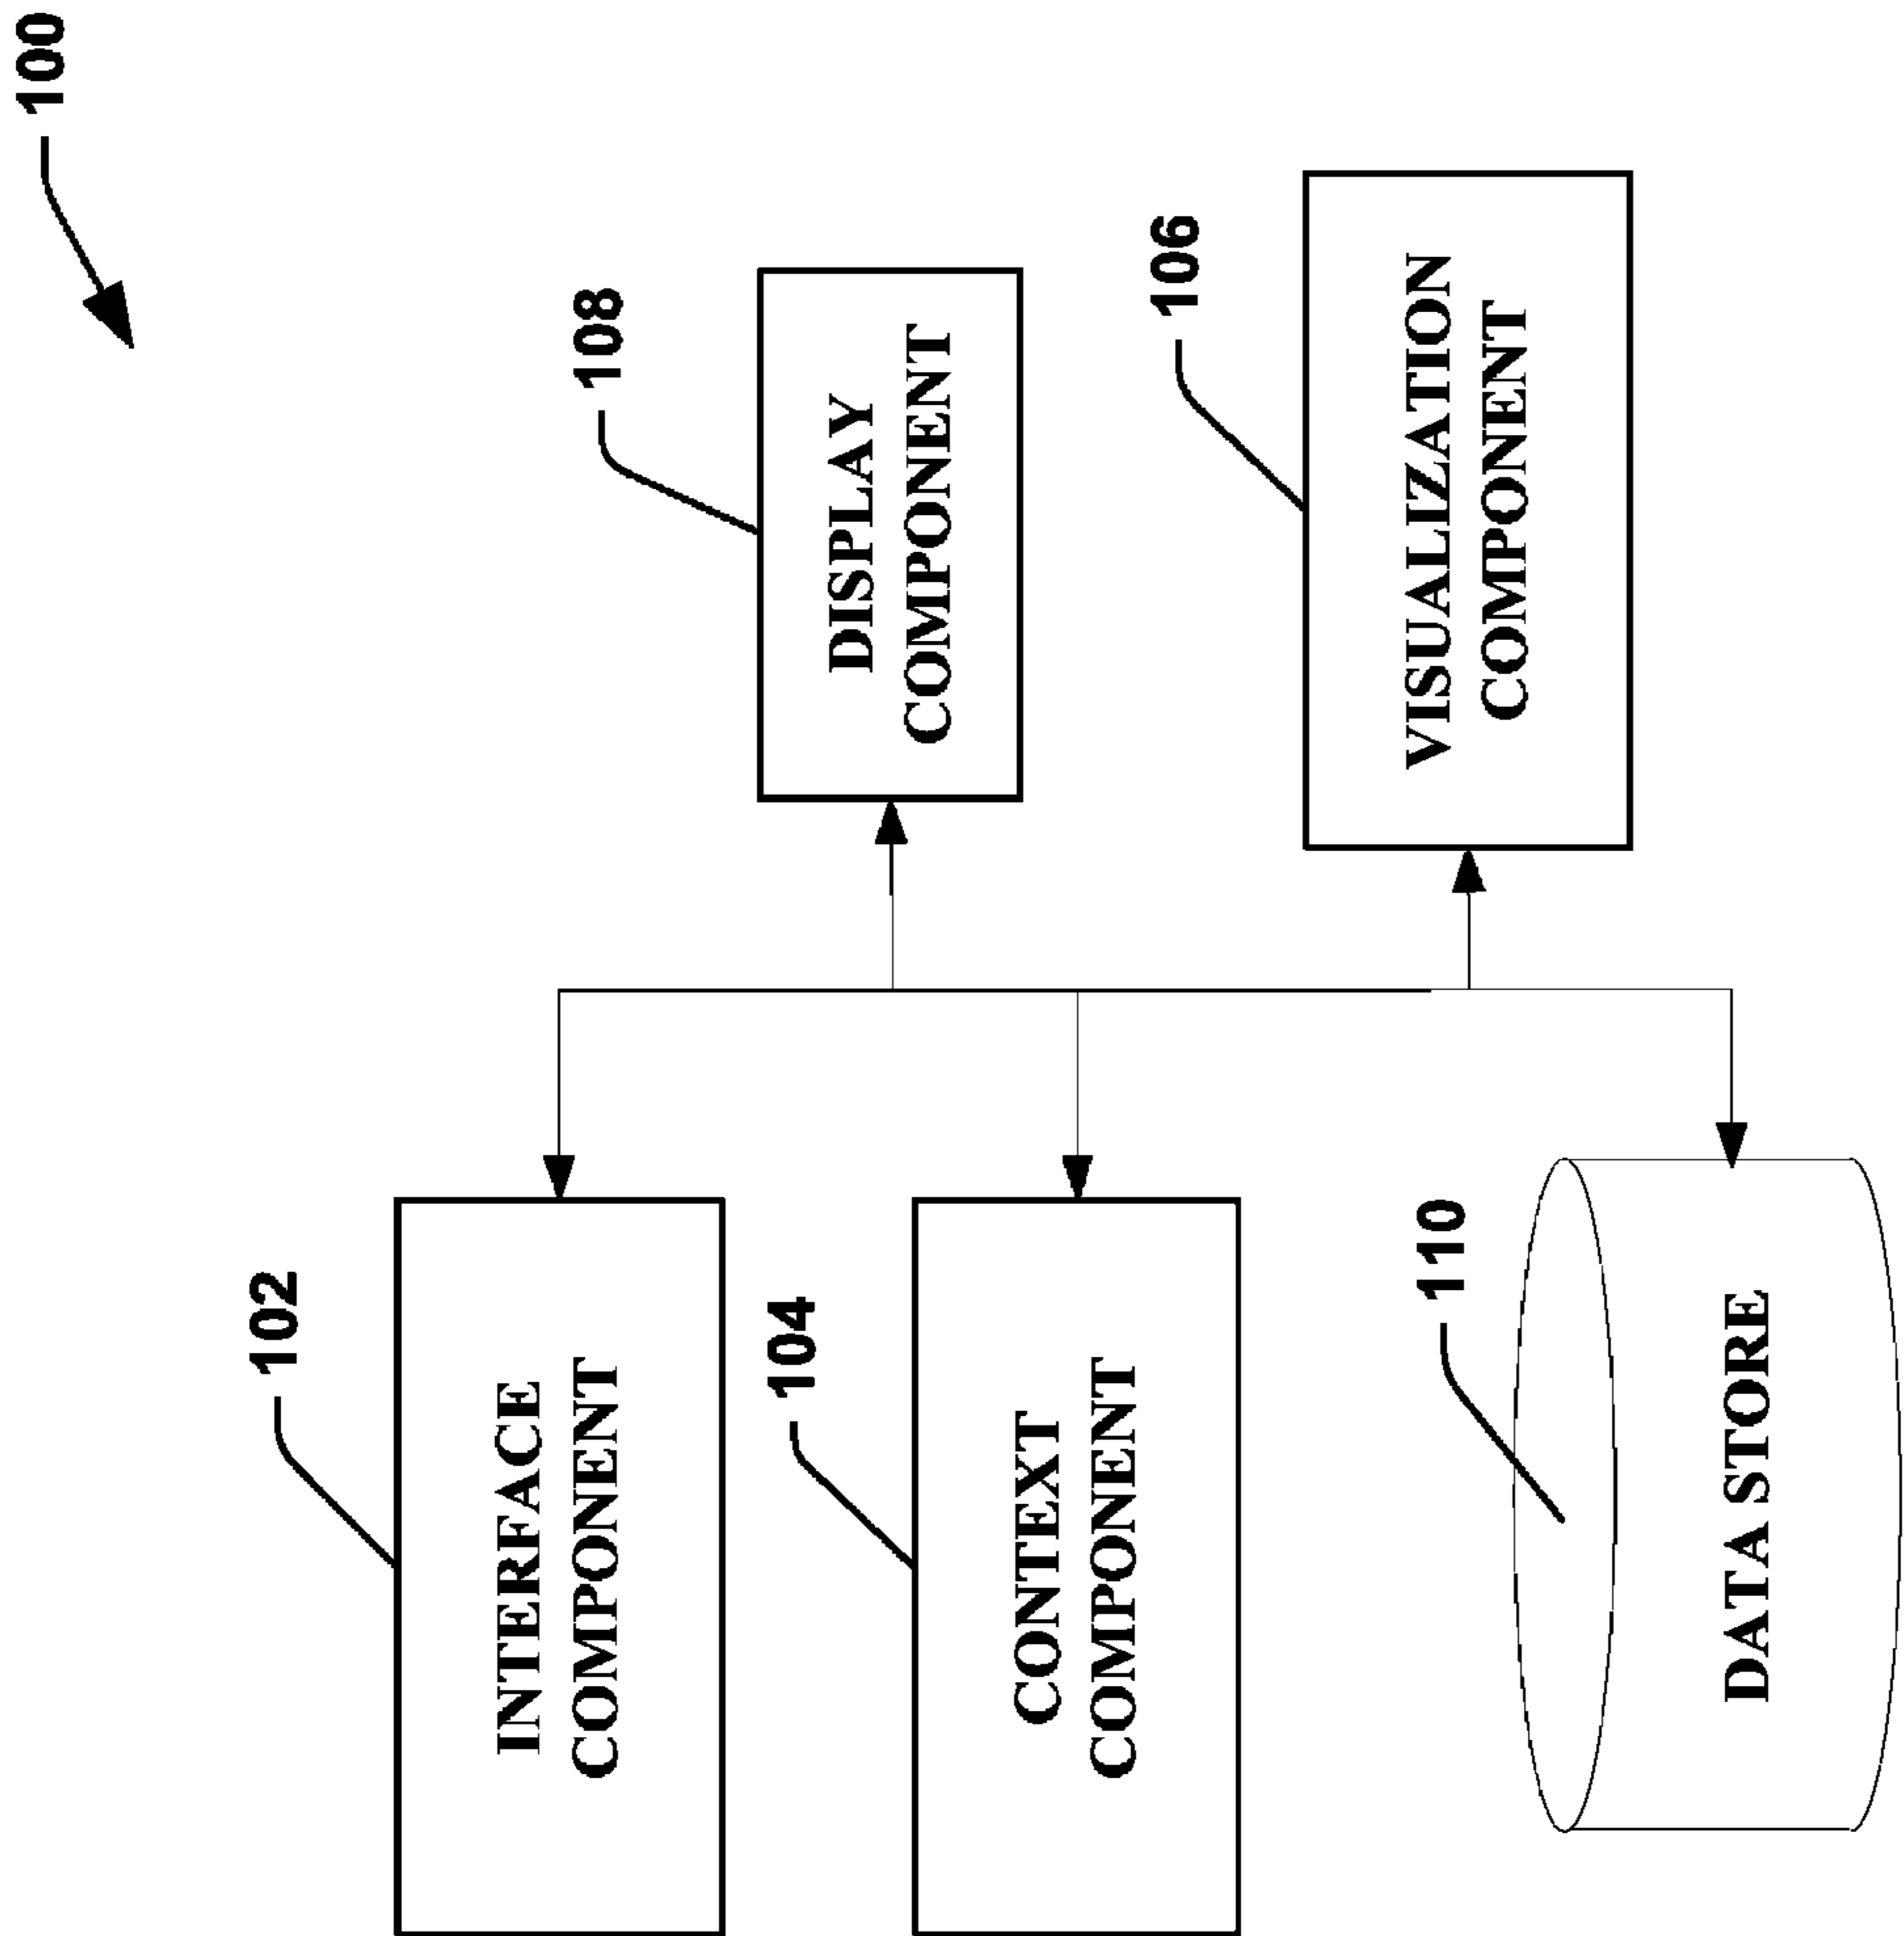 100
102
INTERFACE
COMPONENT
108
DISPLAY
COMPONENT
104
CONTEXT
COMPONENT
106
VISUALIZATION
COMPONENT
110
DATA STORE